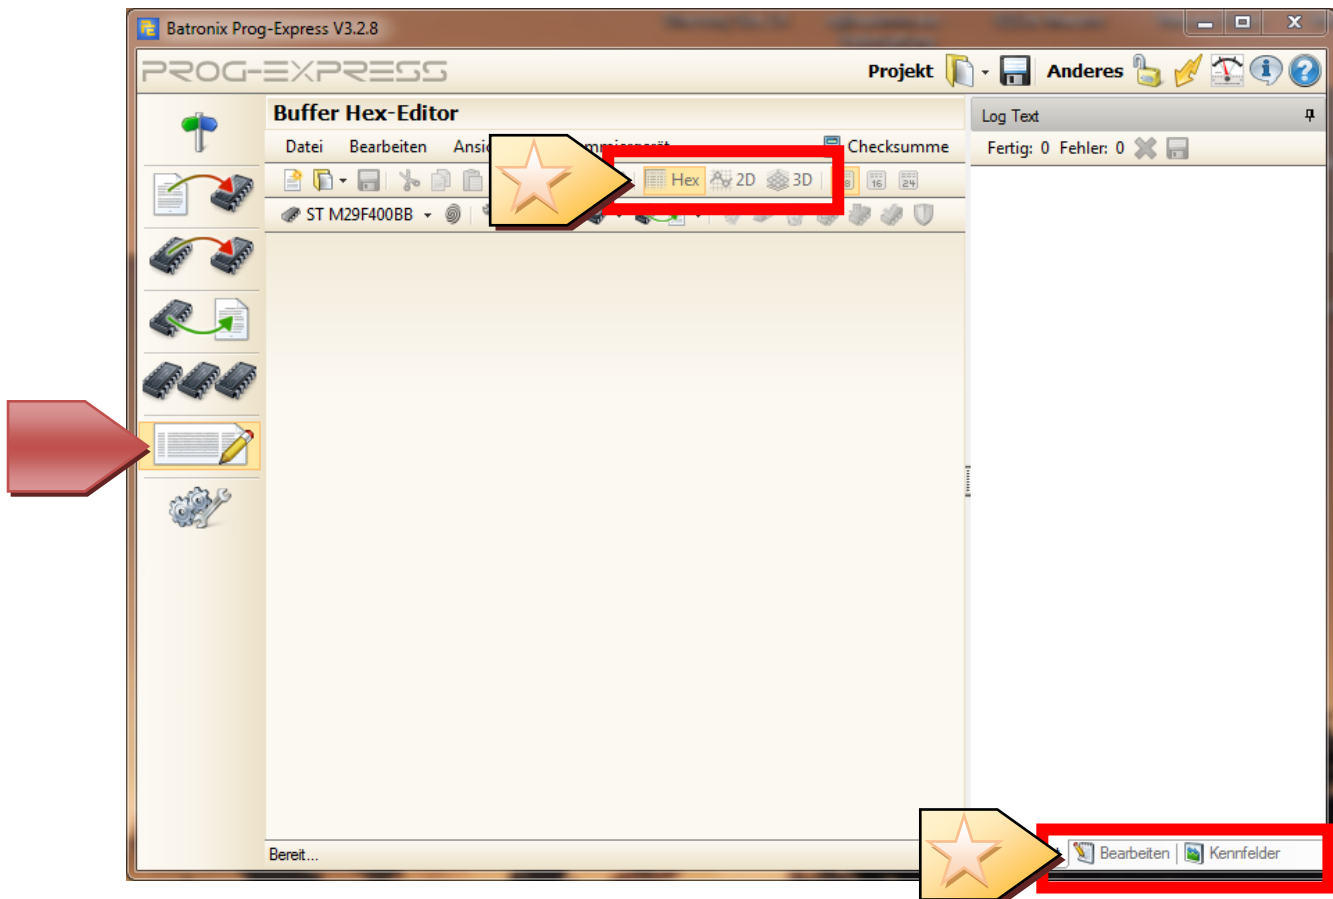 Batronix Prog-Express V3.2.8
PROG-EXPRESS
Projekt Anderes
Buffer Hex-Editor
Log Text
Datei Bearbeiten Checksumme
Fertig: 0 Fehler: 0
Hex 2D 3D 8 16 24
ST M29F400BB
Bereit...
Bearbeiten Kennfelder